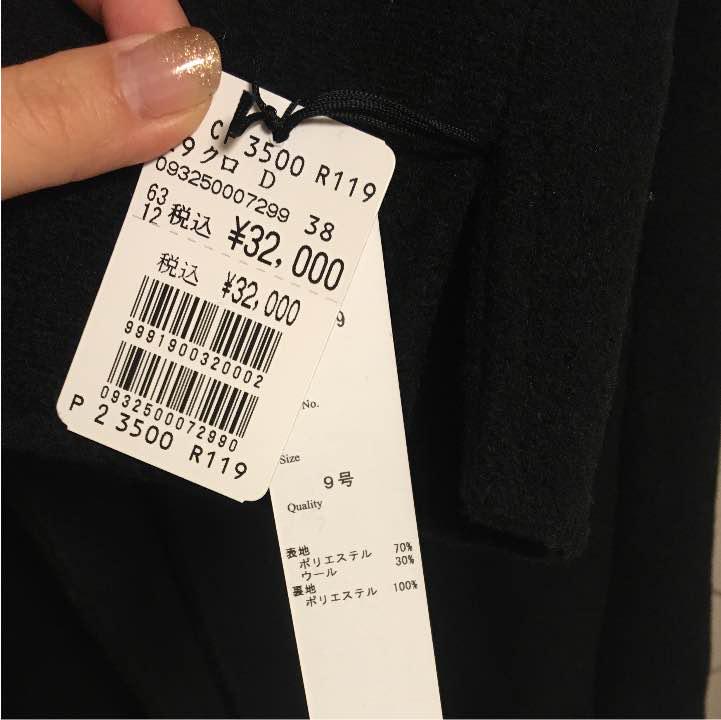 3500 R119
クロ D
093250007299 38
63
12 税込 ¥32,000
税込 ¥32,000
9991900320002
0932500072990
P 2 3500 R119
9
No.
Size
9号
Quality
表地
ポリエステル 70%
ウール 30%
裏地 100%
ポリエステル